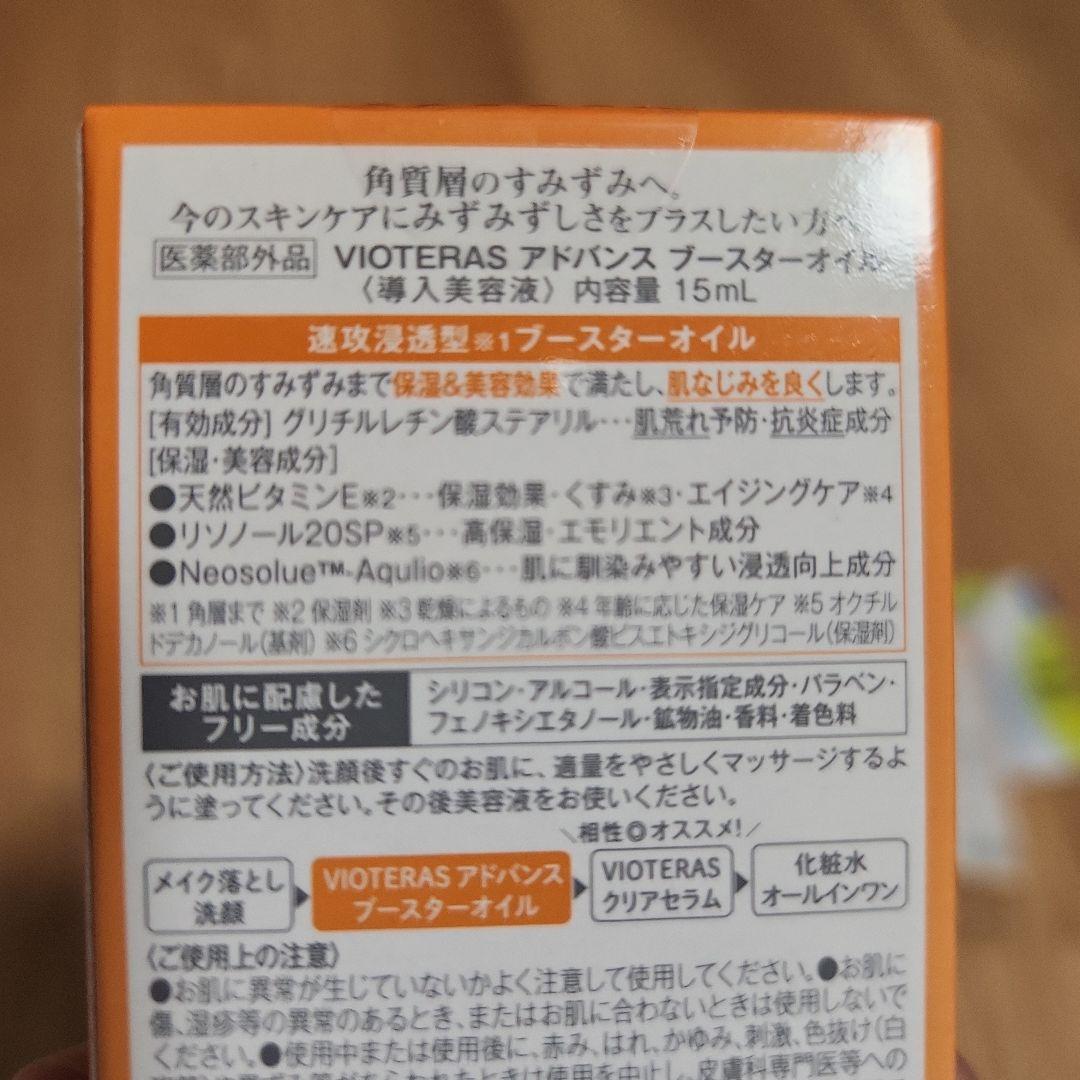 角質層のすみずみへ。
今のスキンケアにみずみずしさをプラスしたい方へ
医薬部外品 VIOTERAS アドバンス ブースターオイル
〈導入美容液〉 内容量 15mL
速攻浸透型※1ブースターオイル
角質層のすみずみまで保湿&美容効果で満たし、肌なじみを良くします。
[有効成分] グリチルレチン酸ステアリル…肌荒れ予防・抗炎症成分
[保湿・美容成分]
●天然ビタミンE※2…保湿効果・くすみ※3・エイジングケア※4
●リソノール20SP※5…高保湿・エモリエント成分
●Neosolue™-Aqulio※6…肌に馴染みやすい浸透向上成分
※1 角層まで ※2 保湿剤 ※3 乾燥によるもの ※4 年齢に応じた保湿ケア ※5 オクチル
ドデカノール(基剤) ※6 シクロヘキサンジカルボン酸ビスエトキシジグリコール(保湿剤)
お肌に配慮した
フリー成分
シリコン・アルコール・表示指定成分・パラベン・
フェノキシエタノール・鉱物油・香料・着色料
〈ご使用方法〉洗顔後すぐのお肌に、適量をやさしくマッサージするよ
うに塗ってください。その後美容液をお使いください。
\相性◎オススメ!/
メイク落とし
洗顔
VIOTERAS アドバンス
ブースターオイル
VIOTERAS
クリアセラム
化粧水
オールインワン
〈ご使用上の注意〉
●お肌に異常が生じていないかよく注意して使用してください。●お肌に
傷、湿疹等の異常のあるとき、またはお肌に合わないときは使用しないで
ください。●使用中または使用後に、赤み、はれ、かゆみ、刺激、色抜け(白
等があらわれたときは使用を中止し、皮膚科専門医等への